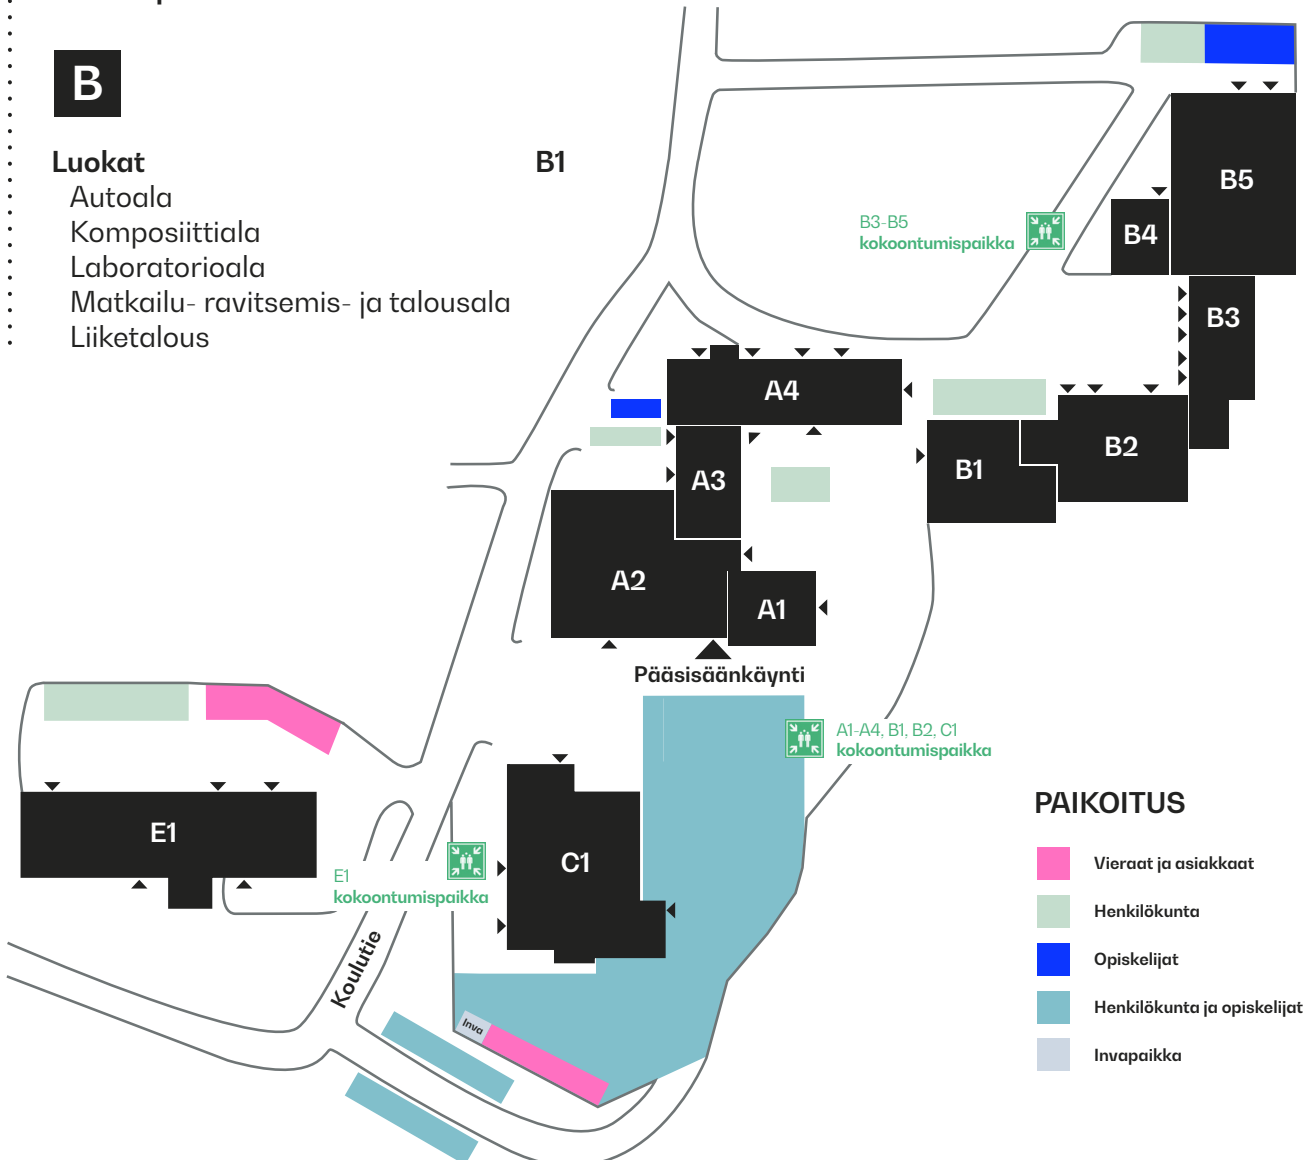 B
Luokat
B1
Autoala
Komposiittiala
Laboratorioala
Matkailu- ravitsemis- ja talousala
Liiketalous
B5
B4
B3-B5
kokoontumispaikka
B3
A4
B2
B1
A3
A2
A1
Pääsisäänkäynti
A1-A4, B1, B2, C1
kokoontumispaikka
E1
C1
E1
kokoontumispaikka
Koulutie
Inva
PAIKOITUS
Vieraat ja asiakkaat
Henkilökunta
Opiskelijat
Henkilökunta ja opiskelijat
Invapaikka